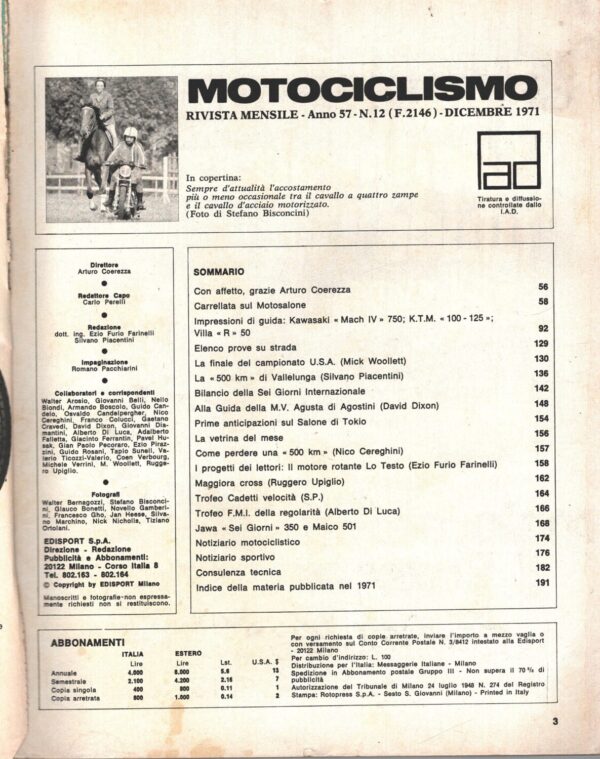 MOTOCICLISMO
RIVISTA MENSILE - Anno 57 - N.12 (F.2146) - DICEMBRE 1971
In copertina:
Sempre d'attualità l'accostamento
più o meno occasionale tra il cavallo a quattro zampe
e il cavallo d'acciaio motorizzato.
(Foto di Stefano Bisconcini)
iad
Tiratura e diffusio-
ne controllate dallo
I.A.D.
Direttore
Arturo Coerezza
Redattore Capo
Carlo Perelli
Redazione
dott. ing. Ezio Furio Farinelli
Silvano Piacentini
Impaginazione
Romano Pacchiarini
Collaboratori e corrispondenti
Walter Arosio, Giovanni Belli, Nello
Biondi, Armando Boscolo, Guido Can-
delo, Osvaldo Candelpergher, Nico
Cereghini, Franco Colucci, Gaetano
Cravedi, David Dixon, Giovanni Dia-
mantini, Alberto Di Luca, Adalberto
Falletta, Giacinto Ferrantin, Pavel Hu-
sak, Gian Paolo Pecoraro, Ezio Piraz-
zini, Guido Rosani, Tapio Suneli, Va-
lerio Ticozzi-Valerio, Coen Verbourg,
Michele Verrini, M. Woollett, Rugge-
ro Upiglio.
Fotografi
Walter Bernagozzi, Stefano Bisconci-
ni, Glauco Bonetti, Novello Gamberi-
ni, Francesco Gho, Jan Heese, Silva-
no Marchino, Nick Nicholls, Tiziano
Ortolani.
EDISPORT S.p.A.
Direzione - Redazione
Pubblicità e Abbonamenti:
20122 Milano - Corso Italia 8
Tel. 802.163 - 802.164
© Copyright by EDISPORT Milano
Manoscritti e fotografie-non espressa-
mente richiesti non si restituiscono.
SOMMARIO
Con affetto, grazie Arturo Coerezza 56
Carrellata sul Motosalone 58
Impressioni di guida: Kawasaki « Mach IV » 750; K.T.M. « 100 - 125 »;
Villa « R » 50 92
Elenco prove su strada 129
La finale del campionato U.S.A. (Mick Woollett) 130
La « 500 km » di Vallelunga (Silvano Piacentini) 136
Bilancio della Sei Giorni Internazionale 142
Alla Guida della M.V. Agusta di Agostini (David Dixon) 148
Prime anticipazioni sul Salone di Tokio 154
La vetrina del mese 156
Come perdere una « 500 km » (Nico Cereghini) 157
I progetti dei lettori: Il motore rotante Lo Testo (Ezio Furio Farinelli) 158
Maggiora cross (Ruggero Upiglio) 162
Trofeo Cadetti velocità (S.P.) 164
Trofeo F.M.I. della regolarità (Alberto Di Luca) 166
Jawa « Sei Giorni » 350 e Maico 501 168
Notiziario motociclistico 174
Notiziario sportivo 176
Consulenza tecnica 182
Indice della materia pubblicata nel 1971 191
ABBONAMENTI
ITALIA ESTERO
Lire Lire Lst. U.S.A. $
Annuale 4.000 8.000 5.6 13
Semestrale 2.100 4.200 2.16 7
Copia singola 400 800 0.11 1
Copia arretrata 800 1.000 0.14 2
Per ogni richiesta di copie arretrate, inviare l'importo a mezzo vaglia o
con versamento sul Conto Corrente Postale N. 3/8412 intestato alla Edisport
- 20122 Milano
Per cambio d'indirizzo: L. 100
Distribuzione per l'Italia: Messaggerie Italiane - Milano
Spedizione in Abbonamento postale Gruppo III - Non supera il 70% di
pubblicità
Autorizzazione del Tribunale di Milano 24 luglio 1948 N. 274 del Registro
Stampa: Rotopress S.p.A. - Sesto S. Giovanni (Milano) - Printed in Italy
3